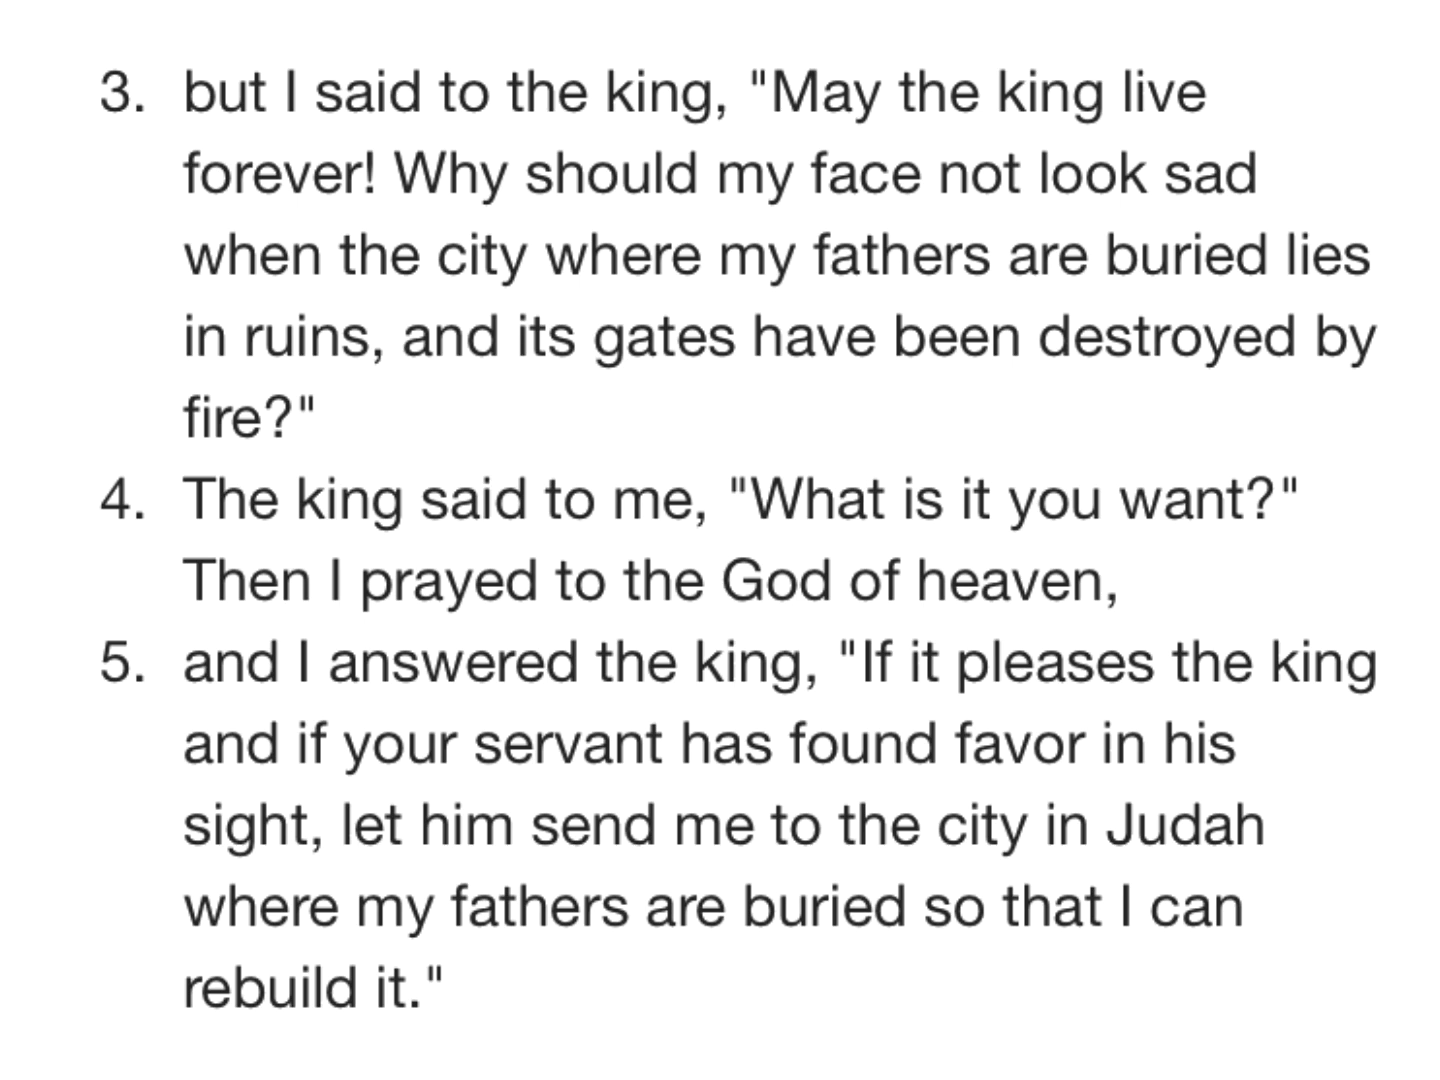 3. but I said to the king, "May the king live
forever! Why should my face not look sad
when the city where my fathers are buried lies
in ruins, and its gates have been destroyed by
fire?"
4. The king said to me, "What is it you want?"
Then I prayed to the God of heaven,
5. and I answered the king, "If it pleases the king
and if your servant has found favor in his
sight, let him send me to the city in Judah
where my fathers are buried so that I can
rebuild it."